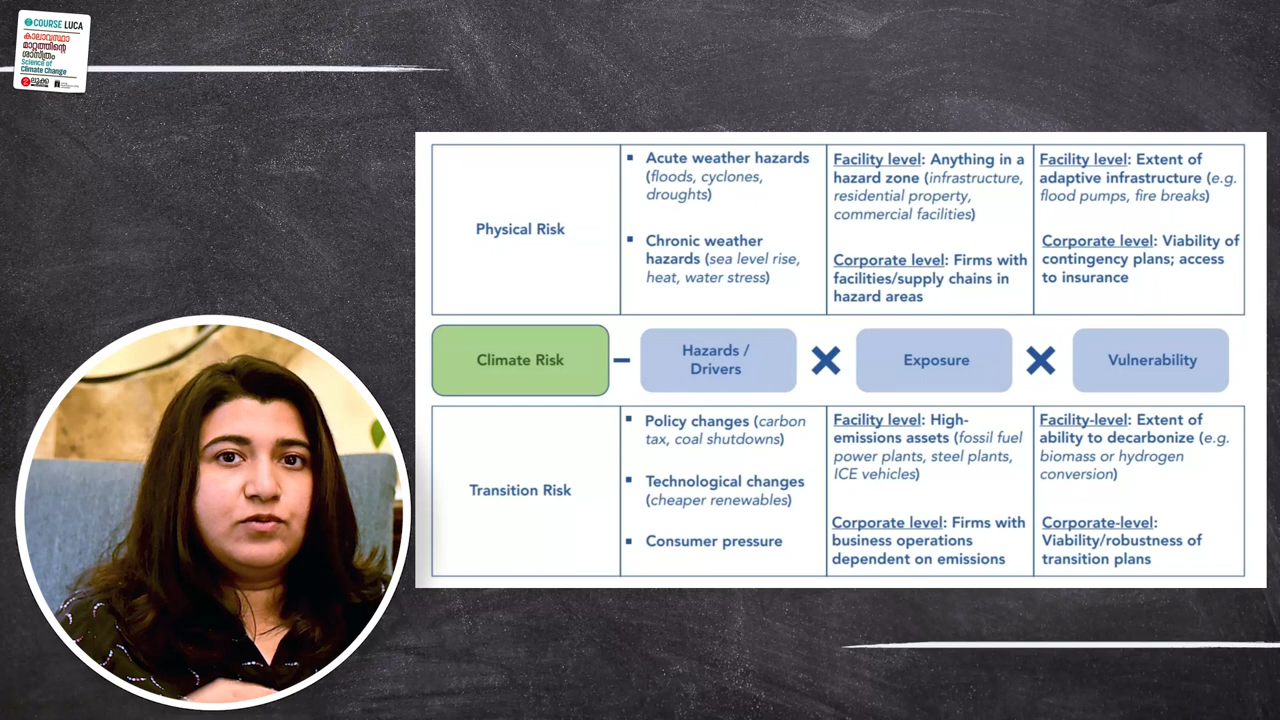 COURSE LUCA
കാലാവസ്ഥാ
മാറ്റത്തിന്റെ
ശാസ്ത്രം
Science of
Climate Change
ലൂക്ക
Physical Risk
▪ Acute weather hazards
(floods, cyclones,
droughts)
▪ Chronic weather
hazards (sea level rise,
heat, water stress)
Facility level: Anything in a
hazard zone (infrastructure,
residential property,
commercial facilities)
Corporate level: Firms with
facilities/supply chains in
hazard areas
Facility level: Extent of
adaptive infrastructure (e.g.
flood pumps, fire breaks)
Corporate level: Viability of
contingency plans; access
to insurance
Climate Risk
Hazards /
Drivers
Exposure
Vulnerability
Transition Risk
▪ Policy changes (carbon
tax, coal shutdowns)
▪ Technological changes
(cheaper renewables)
▪ Consumer pressure
Facility level: High-
emissions assets (fossil fuel
power plants, steel plants,
ICE vehicles)
Corporate level: Firms with
business operations
dependent on emissions
Facility-level: Extent of
ability to decarbonize (e.g.
biomass or hydrogen
conversion)
Corporate-level:
Viability/robustness of
transition plans